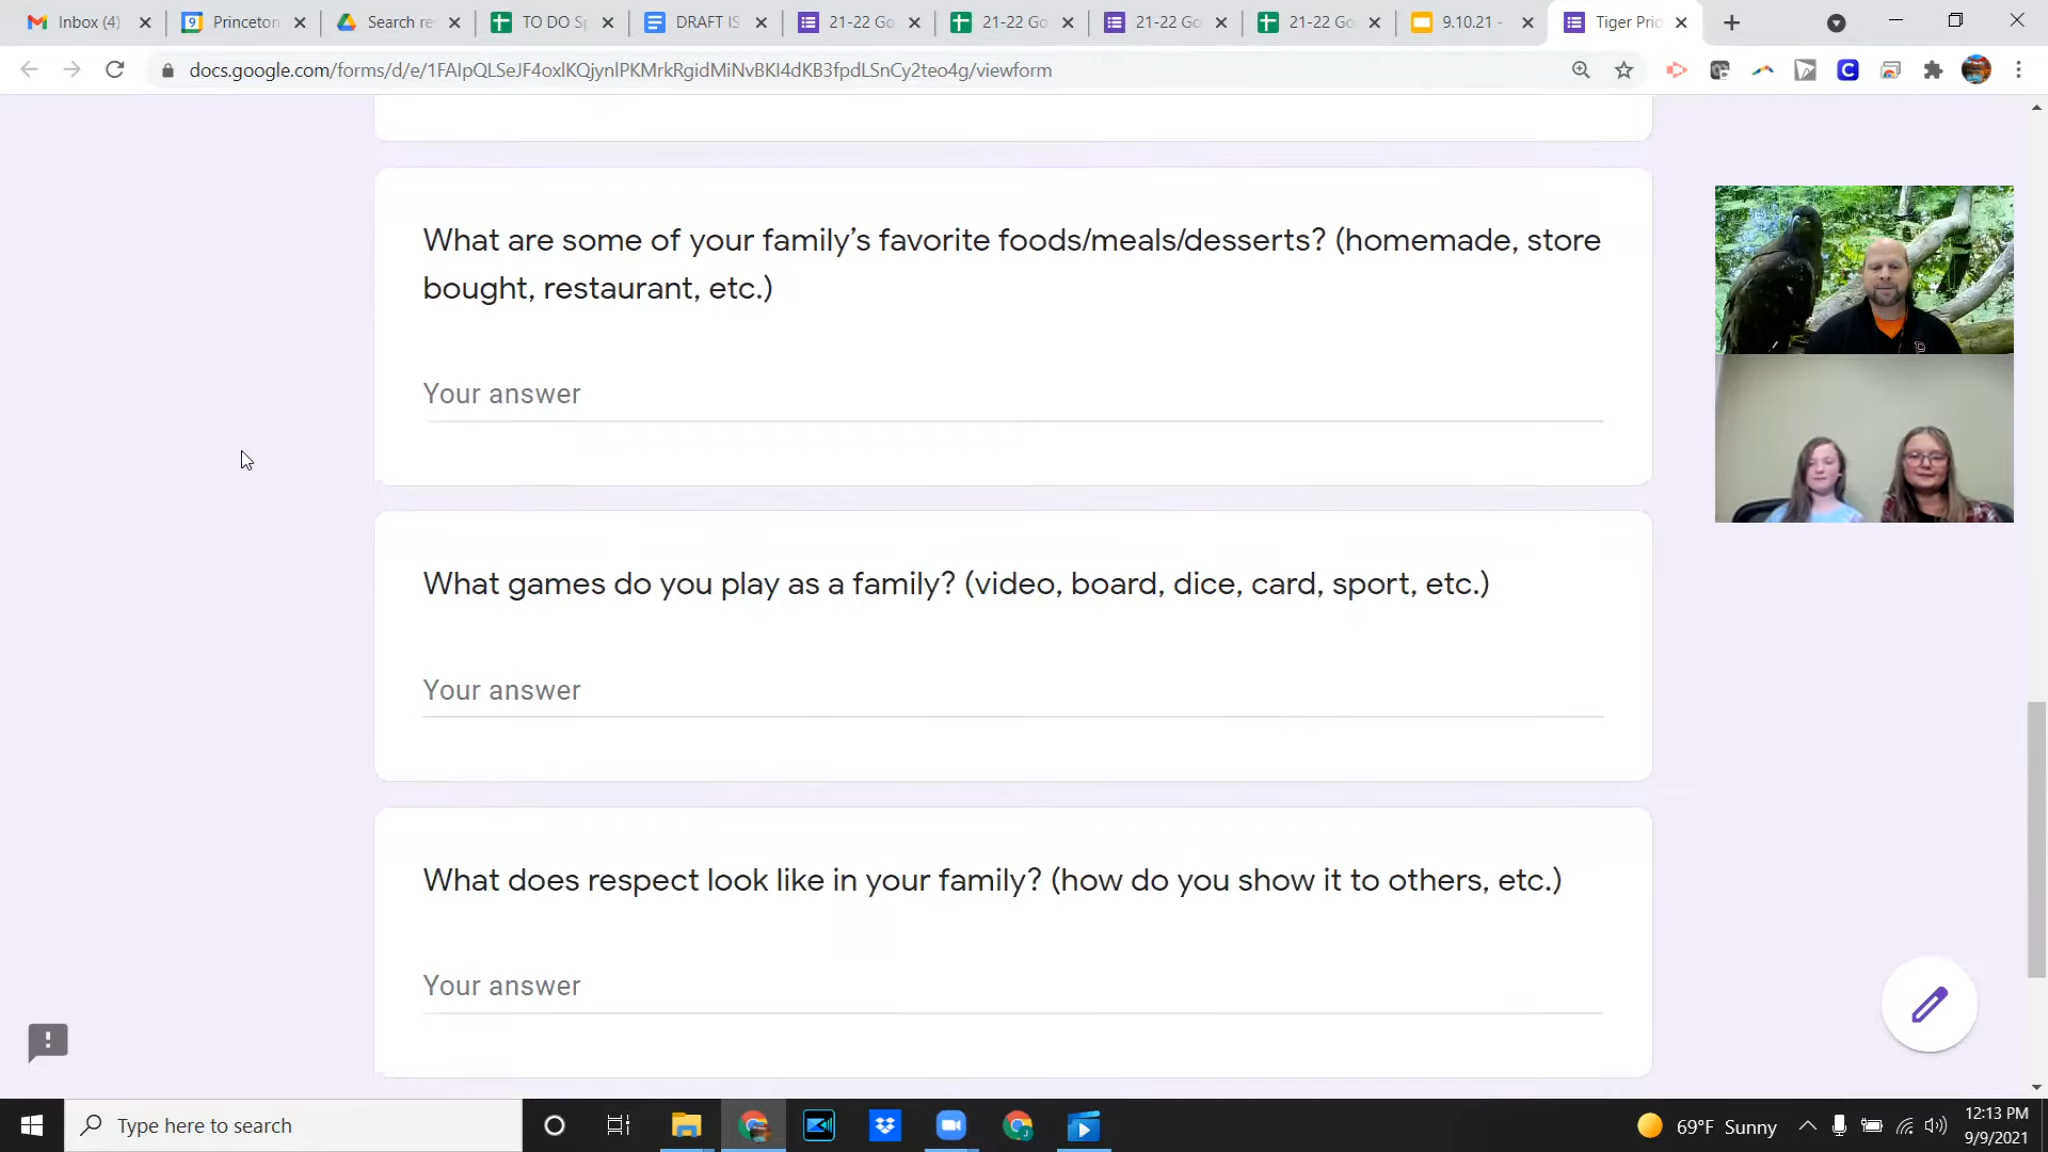 Inbox (4)
9 Princeton
Search re
TO DO Sp
DRAFT IS
21-22 Go
21-22 Go
21-22 Go
21-22 Go
9.10.21 -
Tiger Prid
docs.google.com/forms/d/e/1FAIpQLSeJF4oxlKQjynlPKMrkRgidMiNvBKl4dKB3fpdLSnCy2teo4g/viewform
What are some of your family’s favorite foods/meals/desserts? (homemade, store
bought, restaurant, etc.)
Your answer
What games do you play as a family? (video, board, dice, card, sport, etc.)
Your answer
What does respect look like in your family? (how do you show it to others, etc.)
Your answer
Type here to search
69°F Sunny
12:13 PM
9/9/2021